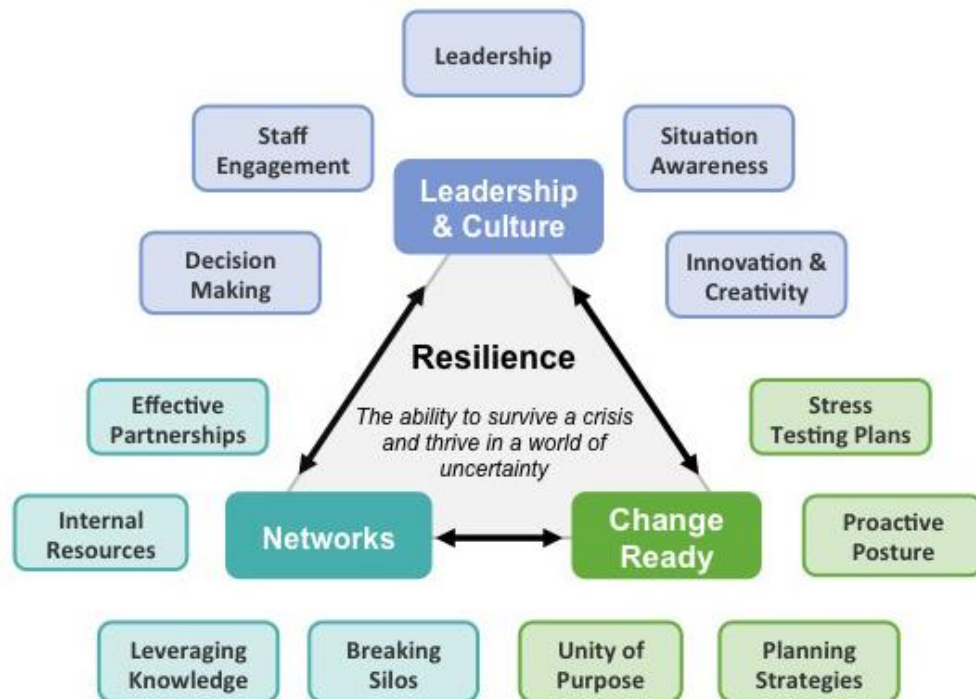 Leadership
Staff
Engagement
Situation
Awareness
Leadership
& Culture
Decision
Making
Innovation &
Creativity
Resilience
The ability to survive a crisis
and thrive in a world of
uncertainty
Effective
Partnerships
Stress
Testing Plans
Internal
Resources
Networks
Change
Ready
Proactive
Posture
Leveraging
Knowledge
Breaking
Silos
Unity of
Purpose
Planning
Strategies